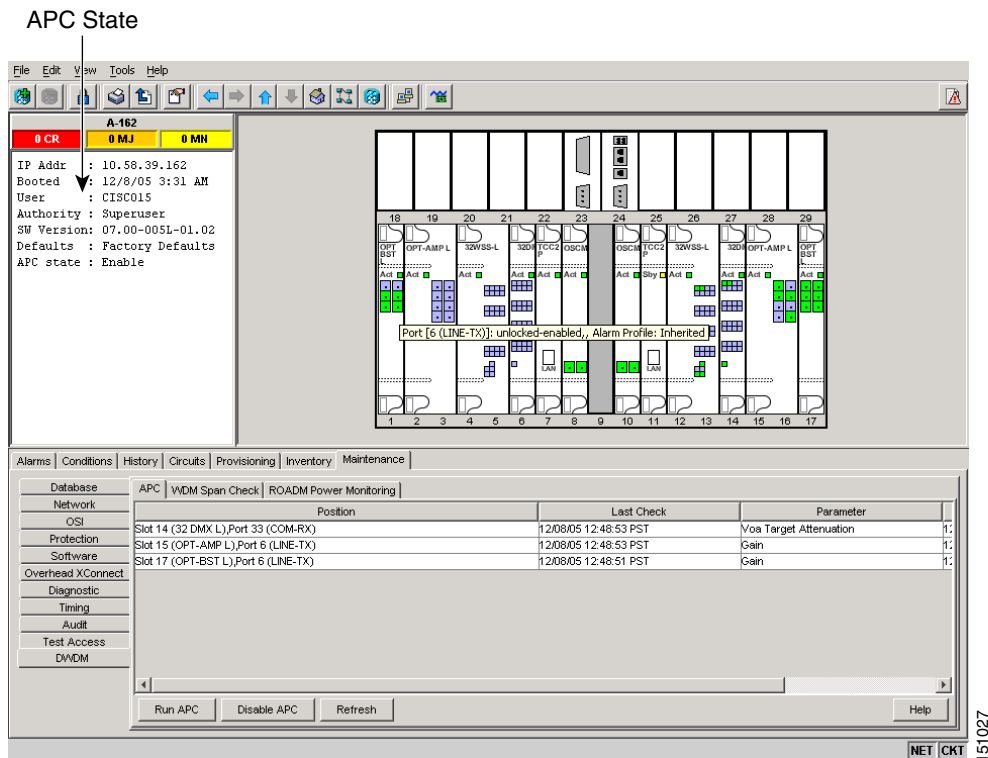 APC State
File Edit View Tools Help
A-162
0 CR 0 MJ 0 MN
IP Addr : 10.58.39.162
Booted : 12/8/05 3:31 AM
User : CISCO15
Authority : Superuser
SW Version: 07.00-005L-01.02
Defaults : Factory Defaults
APC state : Enable
18 19 20 21 22 23 24 25 26 27 28 29
OPT BST L OPT-AMP L 32WSS-L TCC2 P OSCM OSCM TCC2 P 32WSS-L OPT-AMP L OPT BST L
Act Act Act Act Act Act Act Sby Act Act Act Act
Port [6 (LINE-TX)]: unlocked-enabled,, Alarm Profile: Inherited
LAN LAN
1 2 3 4 5 6 7 8 9 10 11 12 13 14 15 16 17
Alarms Conditions History Circuits Provisioning Inventory Maintenance
Database
Network
OSI
Protection
Software
Overhead XConnect
Diagnostic
Timing
Audit
Test Access
DWDM
APC WDM Span Check ROADM Power Monitoring
Position Last Check Parameter
Slot 14 (32 DMX L),Port 33 (COM-RX) 12/08/05 12:48:53 PST Voa Target Attenuation 12
Slot 15 (OPT-AMP L),Port 6 (LINE-TX) 12/08/05 12:48:53 PST Gain 12
Slot 17 (OPT-BST L),Port 6 (LINE-TX) 12/08/05 12:48:51 PST Gain 12
Run APC Disable APC Refresh Help
NET CKT
151027